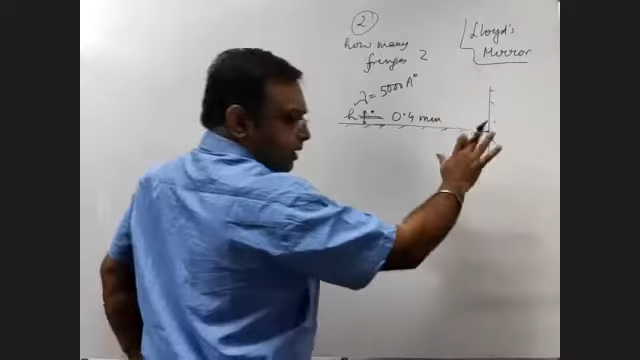 2
how many
fringes ?
λ = 5000 A°
h 0.4 mm
Lloyd's
Mirror